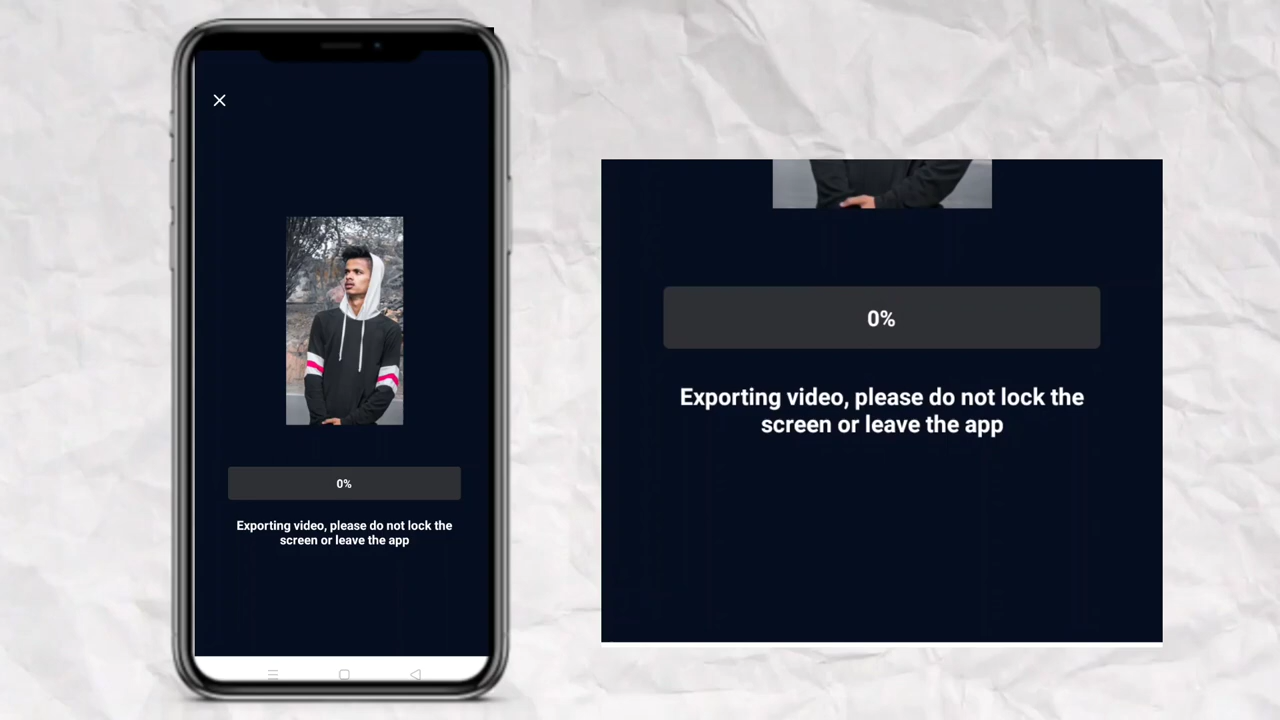 0%
Exporting video, please do not lock the
screen or leave the app
0%
Exporting video, please do not lock the
screen or leave the app